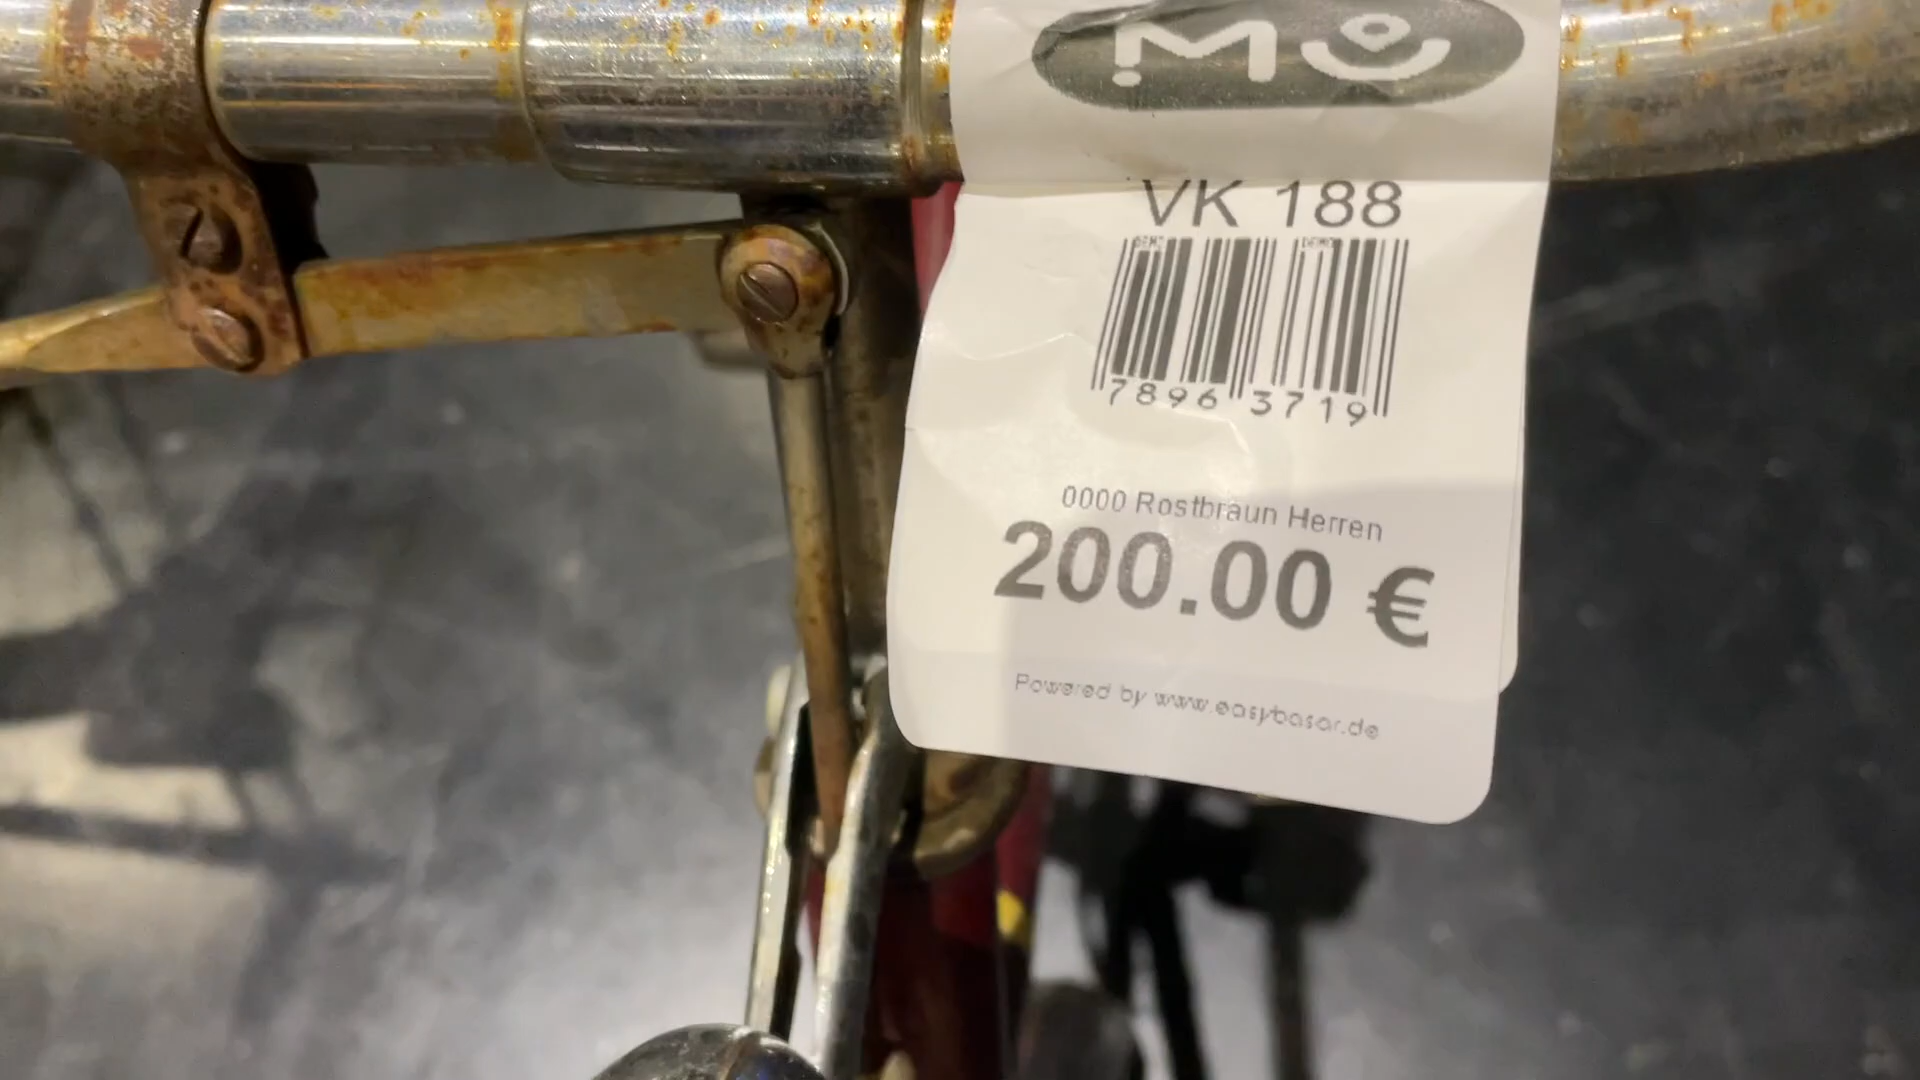 VK 188
7896 3719
0000 Rostbraun Herren
200.00 €
Powered by www.easybasar.de